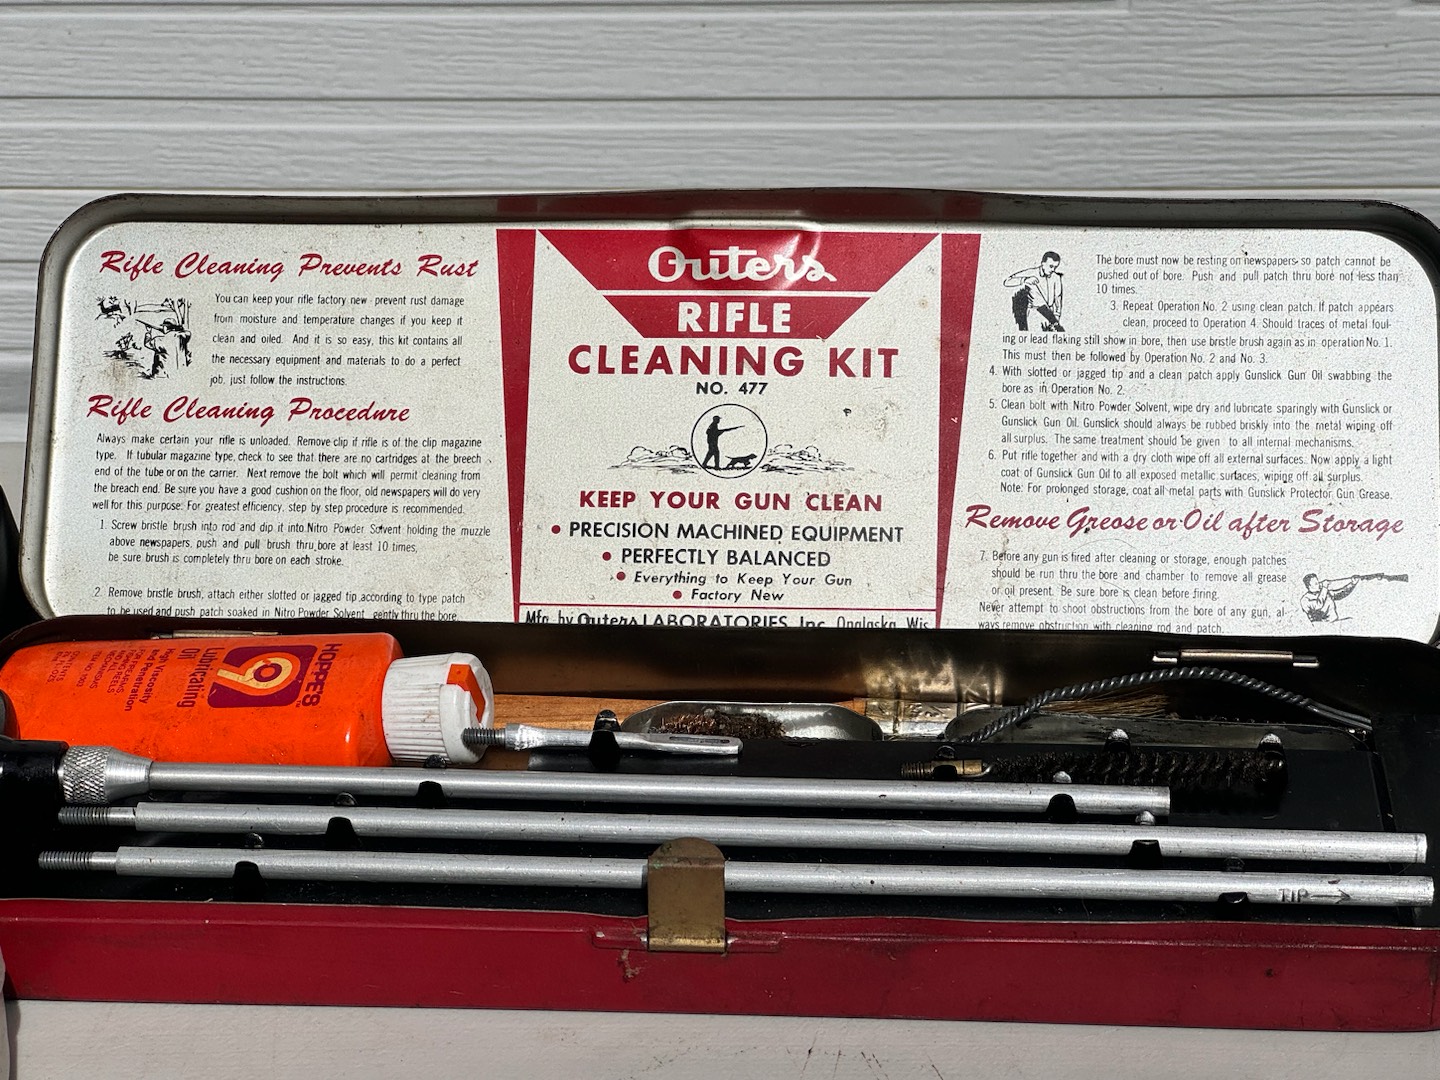 Rifle Cleaning Prevents Rust
You can keep your rifle factory new - prevent rust damage
from moisture and temperature changes if you keep it
clean and oiled. And it is so easy, this kit contains all
the necessary equipment and materials to do a perfect
job, just follow the instructions.
Rifle Cleaning Procedure
Always make certain your rifle is unloaded. Remove clip if rifle is of the clip magazine
type. If tubular magazine type, check to see that there are no cartridges at the breech
end of the tube or on the carrier. Next remove the bolt which will permit cleaning from
the breach end. Be sure you have a good cushion on the floor, old newspapers will do very
well for this purpose. For greatest efficiency, step by step procedure is recommended.
1. Screw bristle brush into rod and dip it into Nitro Powder Solvent holding the muzzle
above newspapers, push and pull brush thru bore at least 10 times,
be sure brush is completely thru bore on each stroke.
2. Remove bristle brush, attach either slotted or jagged tip according to type patch
to be used and push patch soaked in Nitro Powder Solvent gently thru the bore.
Outers
RIFLE
CLEANING KIT
NO. 477
KEEP YOUR GUN CLEAN
• PRECISION MACHINED EQUIPMENT
• PERFECTLY BALANCED
• Everything to Keep Your Gun
• Factory New
Mfg. by Outers LABORATORIES, Inc. Onalaska, Wis.
The bore must now be resting on newspapers so patch cannot be
pushed out of bore. Push and pull patch thru bore not less than
10 times.
3. Repeat Operation No. 2 using clean patch. If patch appears
clean, proceed to Operation 4. Should traces of metal foul-
ing or lead flaking still show in bore, then use bristle brush again as in operation No. 1.
This must then be followed by Operation No. 2 and No. 3.
4. With slotted or jagged tip and a clean patch apply Gunslick Gun Oil swabbing the
bore as in Operation No. 2.
5. Clean bolt with Nitro Powder Solvent, wipe dry and lubricate sparingly with Gunslick or
Gunslick Gun Oil. Gunslick should always be rubbed briskly into the metal wiping off
all surplus. The same treatment should be given to all internal mechanisms.
6. Put rifle together and with a dry cloth wipe off all external surfaces. Now apply a light
coat of Gunslick Gun Oil to all exposed metallic surfaces, wiping off all surplus.
Note: For prolonged storage, coat all metal parts with Gunslick Protector Gun Grease.
Remove Grease or Oil after Storage
7. Before any gun is fired after cleaning or storage, enough patches
should be run thru the bore and chamber to remove all grease
or oil present. Be sure bore is clean before firing.
Never attempt to shoot obstructions from the bore of any gun, al-
ways remove obstruction with cleaning rod and patch.
HOPPE'S
9
Lubricating
Oil
High Viscosity
and Penetration
FOR FIREARMS
FISHING REELS
MECHANISMS
CONTENTS
TIP →